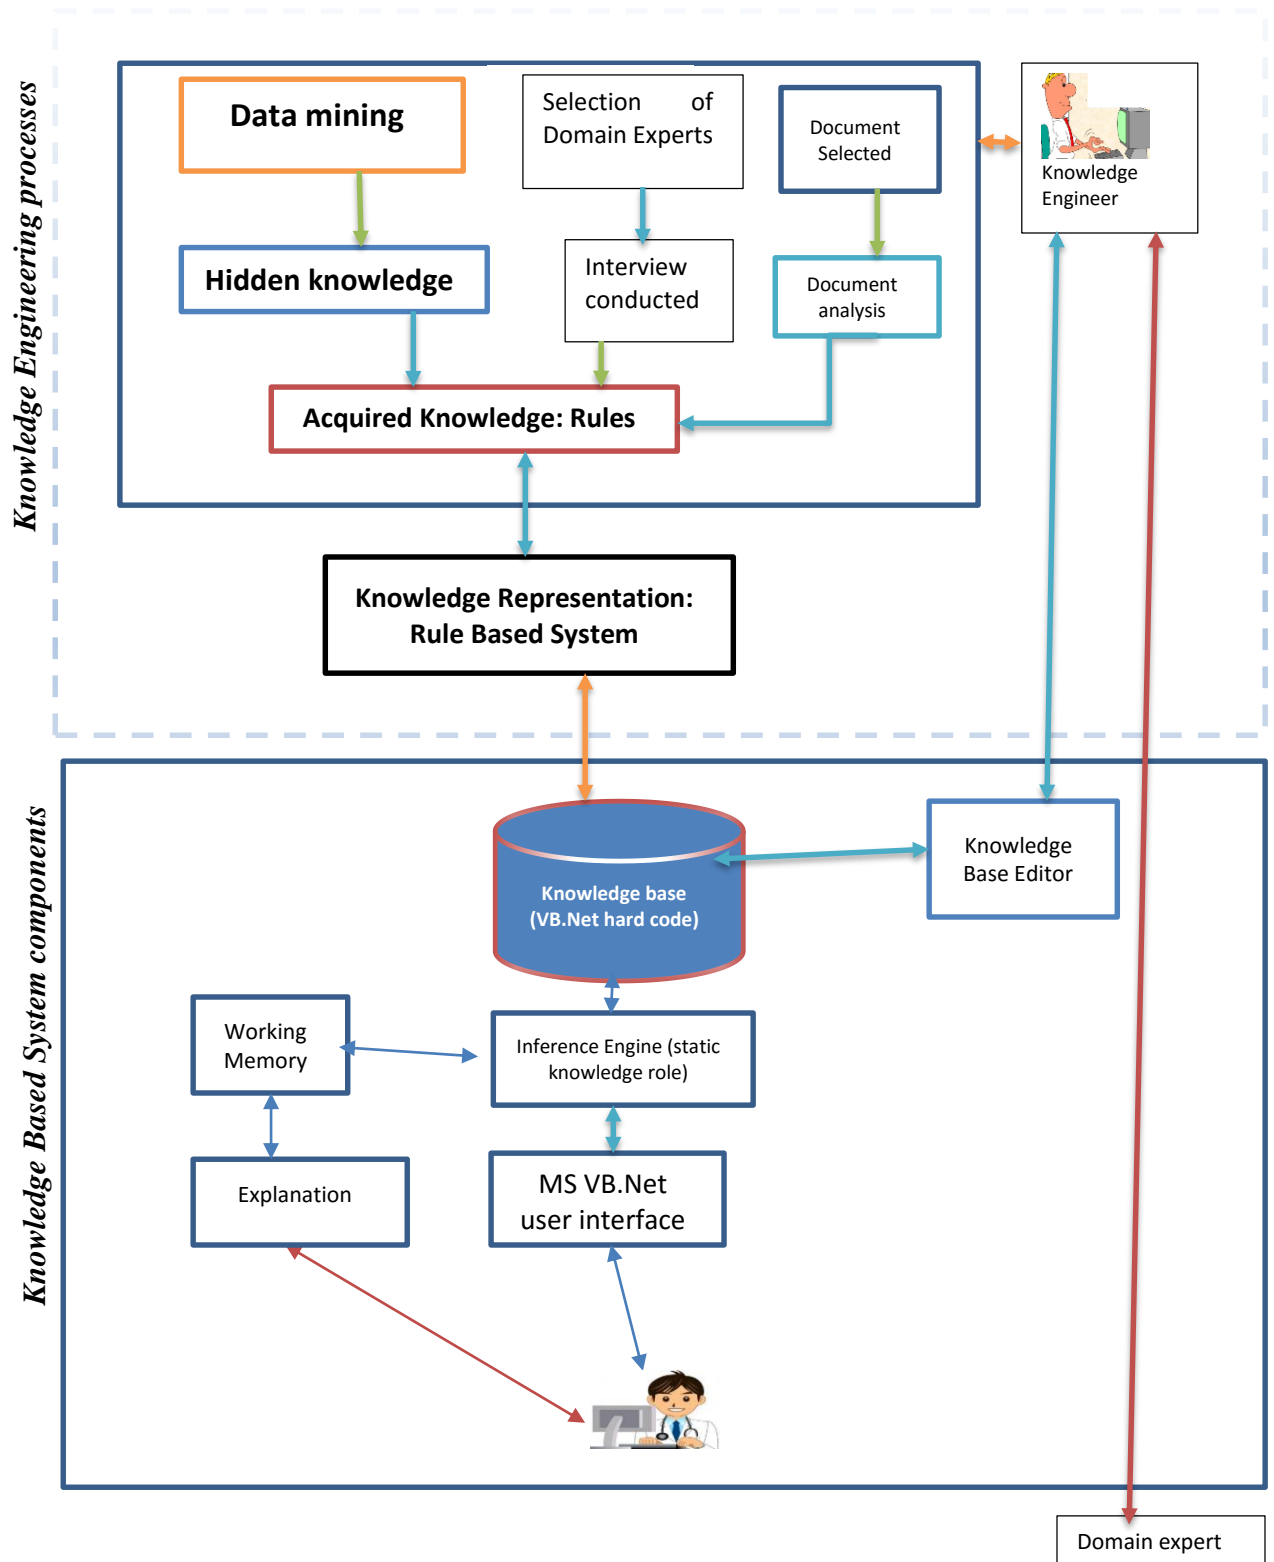 Knowledge Engineering processes
Data mining
Selection of
Domain Experts
Document
Selected
Knowledge
Engineer
Hidden knowledge
Interview
conducted
Document
analysis
Acquired Knowledge: Rules
Knowledge Representation:
Rule Based System
Knowledge Based System components
Knowledge base
(VB.Net hard code)
Knowledge
Base Editor
Working
Memory
Inference Engine (static
knowledge role)
Explanation
MS VB.Net
user interface
Domain expert